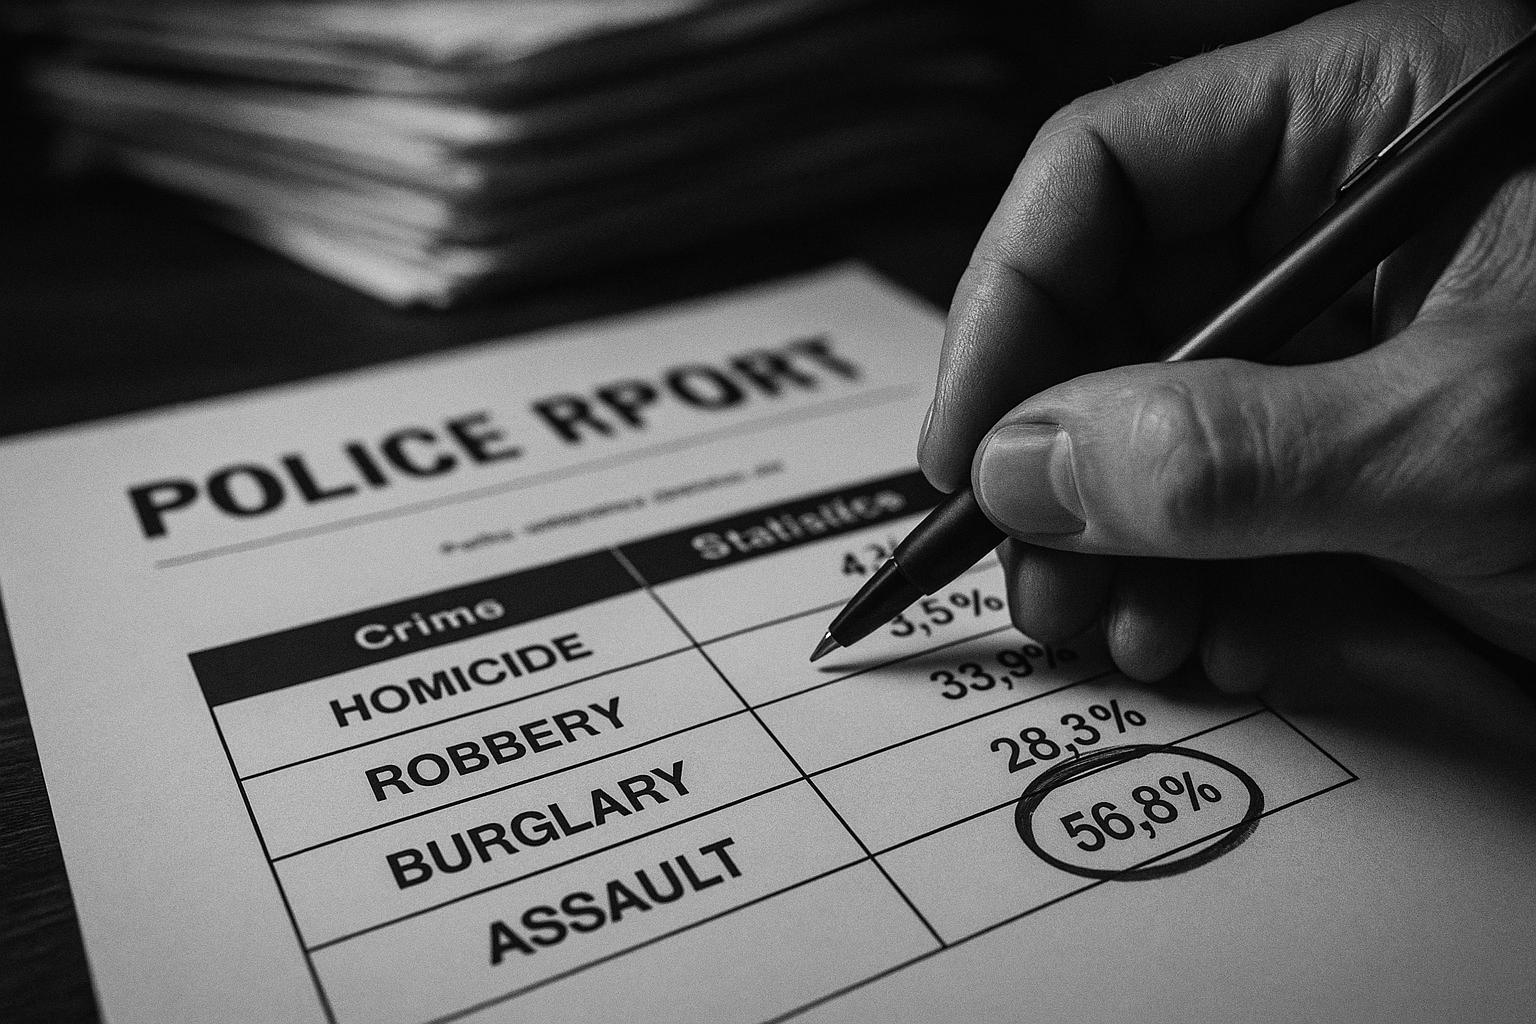 POLICE RPORT
Crime Statistics
HOMICIDE
3,5%
ROBBERY 33,9%
BURGLARY 28,3%
ASSAULT 56,8%